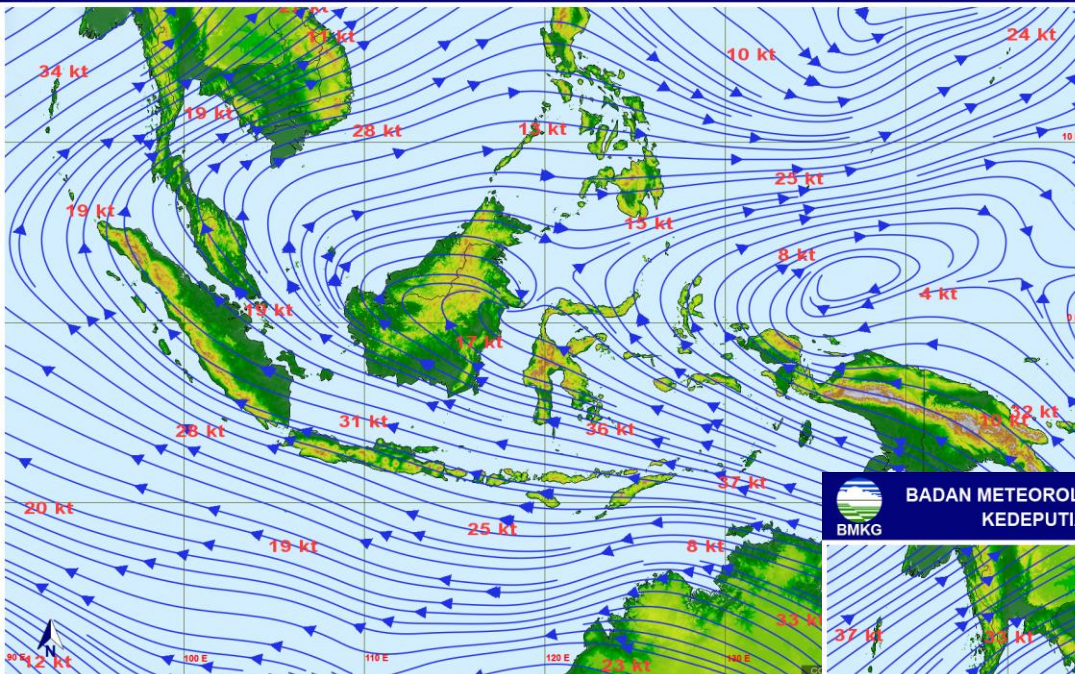 11 kt
10 kt
24 kt
34 kt
19 kt
28 kt
13 kt
10
25 kt
19 kt
15 kt
8 kt
4 kt
19 kt
0
17 kt
31 kt
28 kt
36 kt
32 kt
37 kt
20 kt
25 kt
19 kt
8 kt
BMKG
BADAN METEOROL
KEDEPUTI
33 kt
37 kt
33 kt
N
12 kt
90 E
100 E
110 E
120 E
130 E
23 kt